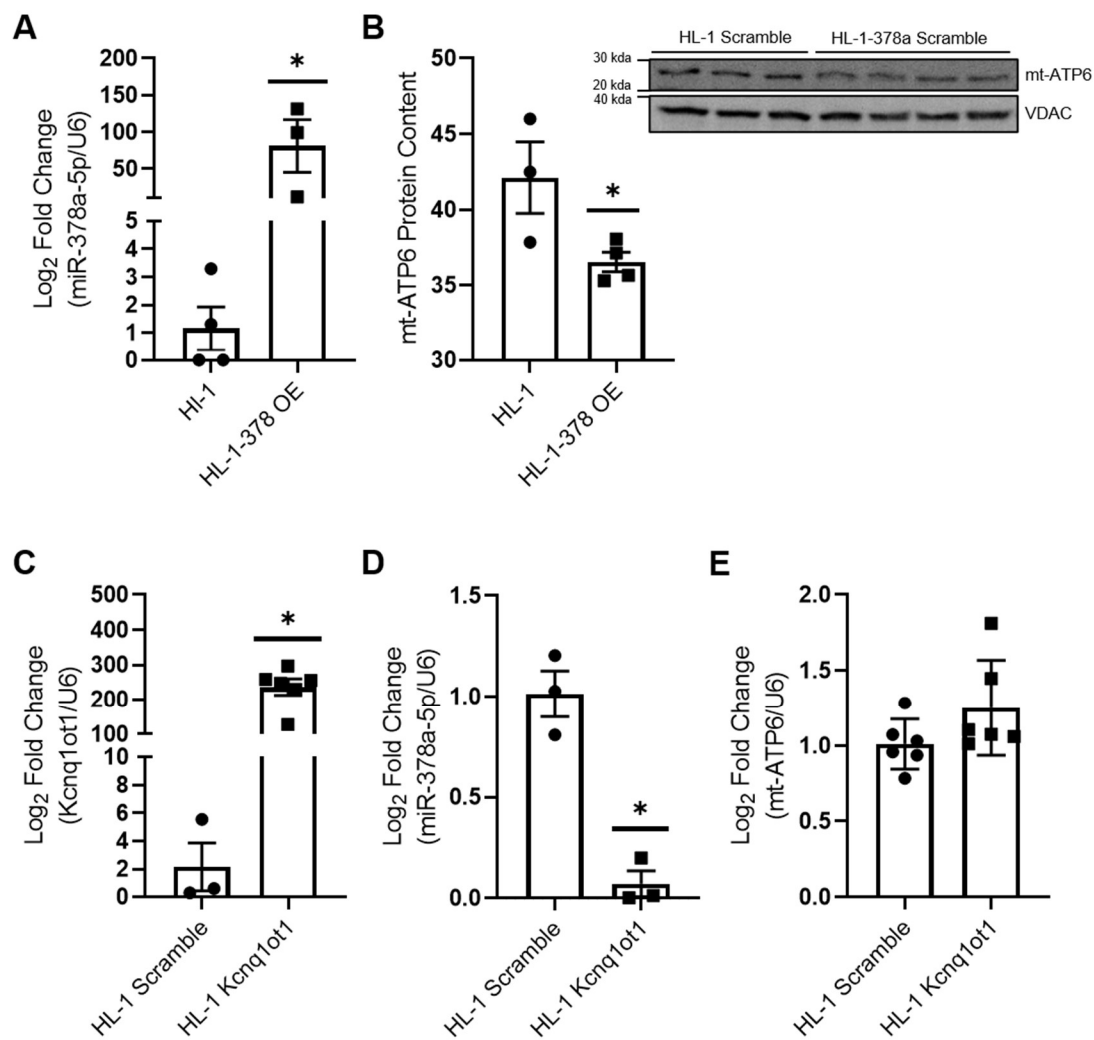 A
Log2 Fold Change
(miR-378a-5p/U6)
200
150
100
50
5
4
3
2
1
0
*
HI-1
HL-1-378 OE
B
mt-ATP6 Protein Content
50
45
40
35
30
*
HL-1
HL-1-378 OE
HL-1 Scramble
HL-1-378a Scramble
30 kda
20 kda
40 kda
mt-ATP6
VDAC
C
Log2 Fold Change
(Kcnq1ot1/U6)
500
400
300
200
100
10
8
6
4
2
0
*
HL-1 Scramble
HL-1 Kcnq1ot1
D
Log2 Fold Change
(miR-378a-5p/U6)
1.5
1.0
0.5
0.0
*
HL-1 Scramble
HL-1 Kcnq1ot1
E
Log2 Fold Change
(mt-ATP6/U6)
2.0
1.5
1.0
0.5
0.0
HL-1 Scramble
HL-1 Kcnq1ot1